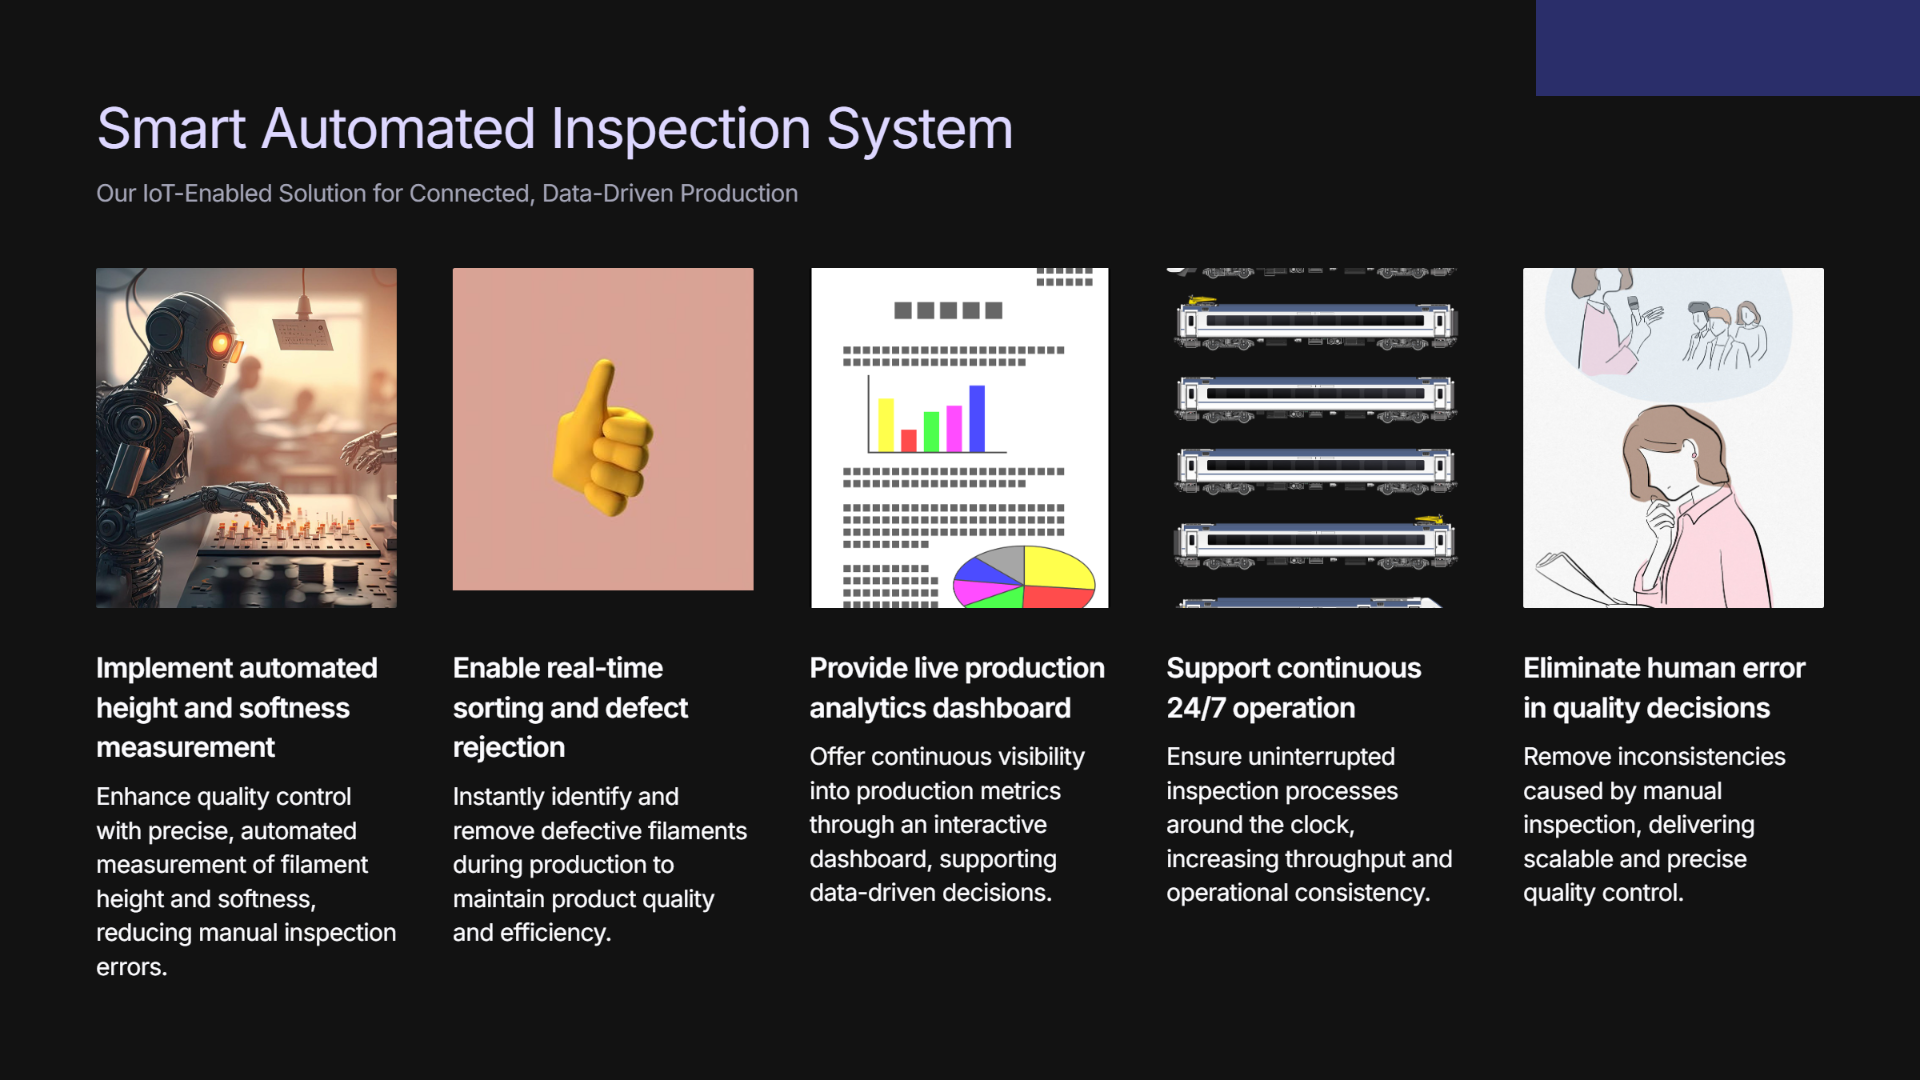 Smart Automated Inspection System
Our IoT-Enabled Solution for Connected, Data-Driven Production
Implement automated
height and softness
measurement
Enhance quality control
with precise, automated
measurement of filament
height and softness,
reducing manual inspection
errors.
Enable real-time
sorting and defect
rejection
Instantly identify and
remove defective filaments
during production to
maintain product quality
and efficiency.
Provide live production
analytics dashboard
Offer continuous visibility
into production metrics
through an interactive
dashboard, supporting
data-driven decisions.
Support continuous
24/7 operation
Ensure uninterrupted
inspection processes
around the clock,
increasing throughput and
operational consistency.
Eliminate human error
in quality decisions
Remove inconsistencies
caused by manual
inspection, delivering
scalable and precise
quality control.